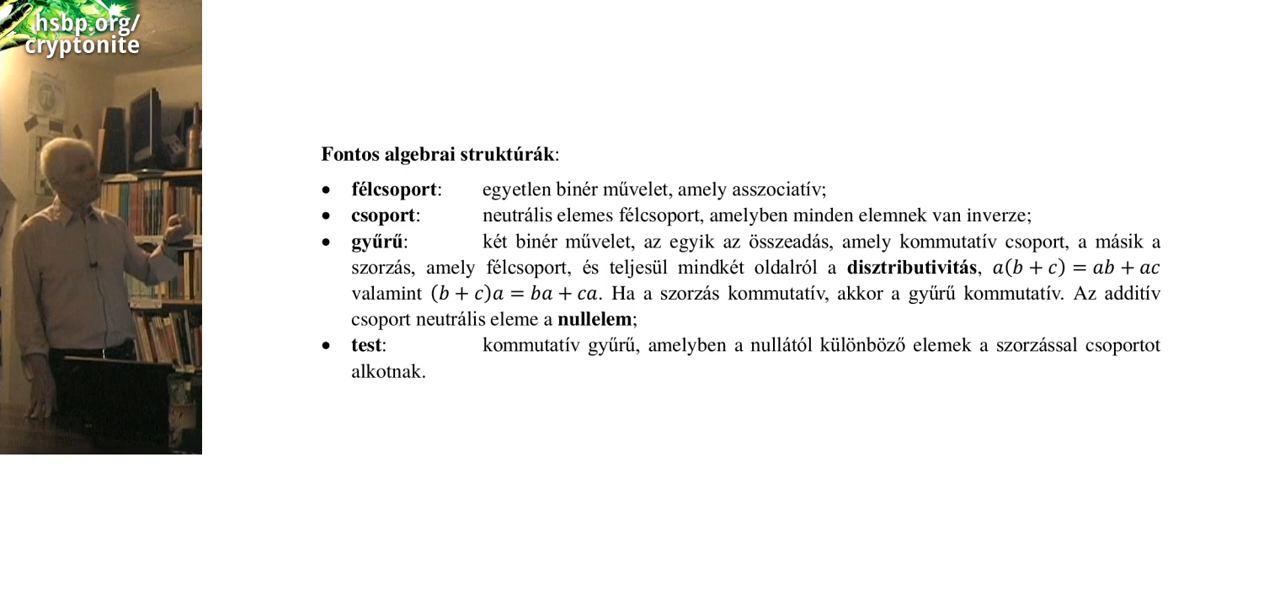 hsbp.org/
cryptonite
Fontos algebrai struktúrák:
• félcsoport: egyetlen binér művelet, amely asszociatív;
• csoport: neutrális elemes félcsoport, amelyben minden elemnek van inverze;
• gyűrű: két binér művelet, az egyik az összeadás, amely kommutatív csoport, a másik a
szorzás, amely félcsoport, és teljesül mindkét oldalról a disztributivitás, a(b + c) = ab + ac
valamint (b + c)a = ba + ca. Ha a szorzás kommutatív, akkor a gyűrű kommutatív. Az additív
csoport neutrális eleme a nullelem;
• test: kommutatív gyűrű, amelyben a nullától különböző elemek a szorzással csoportot
alkotnak.